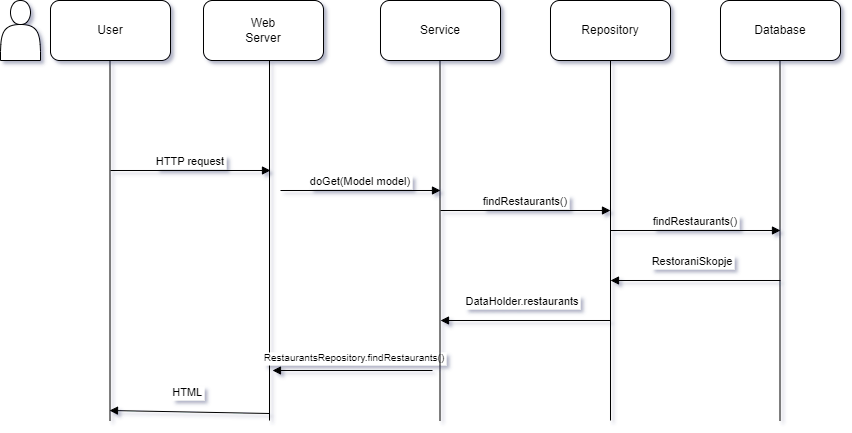 User
Web
Server
Service
Repository
Database
HTTP request
doGet(Model model)
findRestaurants()
findRestaurants()
RestoraniSkopje
DataHolder.restaurants
RestaurantsRepository.findRestaurants()
HTML